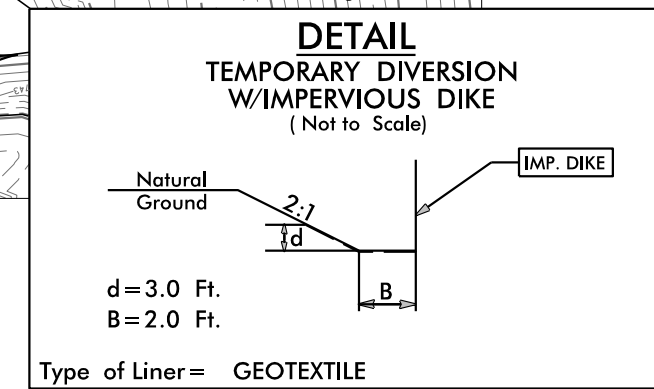 DETAIL
TEMPORARY DIVERSION
W/IMPERVIOUS DIKE
( Not to Scale)
IMP. DIKE
Natural
Ground
2:1
d
B
d=3.0 Ft.
B=2.0 Ft.
Type of Liner= GEOTEXTILE